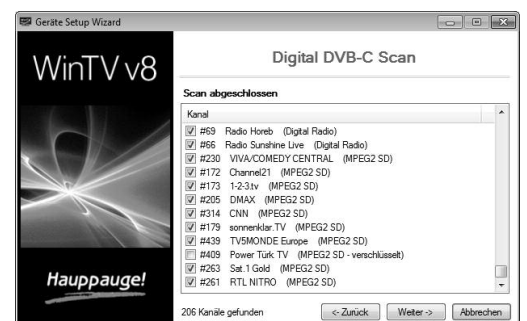 Geräte Setup Wizard
WinTV v8
Hauppauge!
Digital DVB-C Scan
Scan abgeschlossen
Kanal
#69 Radio Horeb (Digital Radio)
#66 Radio Sunshine Live (Digital Radio)
#230 VIVA/COMEDY CENTRAL (MPEG2 SD)
#172 Channel21 (MPEG2 SD)
#173 1-2-3.tv (MPEG2 SD)
#205 DMAX (MPEG2 SD)
#314 CNN (MPEG2 SD)
#179 sonnenklar.TV (MPEG2 SD)
#439 TV5MONDE Europe (MPEG2 SD)
#409 Power Türk TV (MPEG2 SD - verschlüsselt)
#263 Sat.1 Gold (MPEG2 SD)
#261 RTL NITRO (MPEG2 SD)
206 Kanäle gefunden
<- Zurück
Weiter ->
Abbrechen